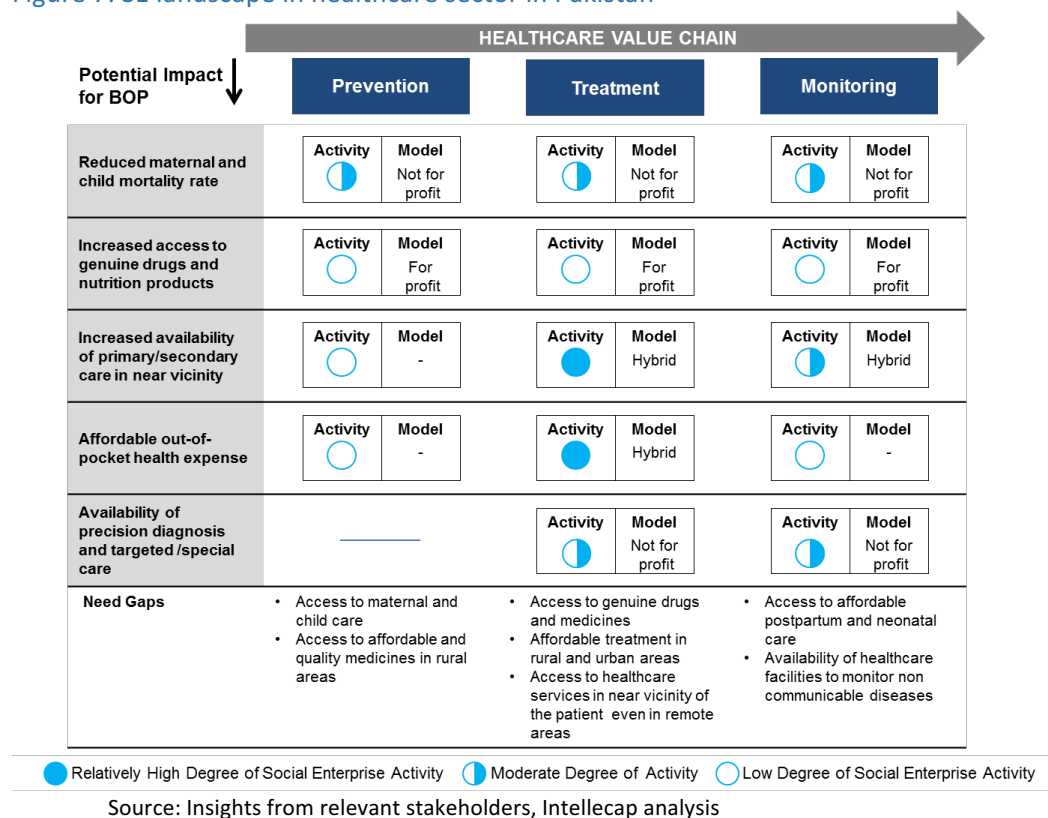 Figure 7: SE landscape in healthcare sector in Pakistan
HEALTHCARE VALUE CHAIN
Potential Impact
for BOP
Prevention
Treatment
Monitoring
Reduced maternal and
child mortality rate
Activity Model
Not for
profit
Activity Model
Not for
profit
Activity Model
Not for
profit
Increased access to
genuine drugs and
nutrition products
Activity Model
For
profit
Activity Model
For
profit
Activity Model
For
profit
Increased availability
of primary/secondary
care in near vicinity
Activity Model
-
Activity Model
Hybrid
Activity Model
Hybrid
Affordable out-of-
pocket health expense
Activity Model
-
Activity Model
Hybrid
Activity Model
-
Availability of
precision diagnosis
and targeted /special
care
Activity Model
Not for
profit
Activity Model
Not for
profit
Need Gaps
• Access to maternal and
child care
• Access to affordable and
quality medicines in rural
areas
• Access to genuine drugs
and medicines
• Affordable treatment in
rural and urban areas
• Access to healthcare
services in near vicinity of
the patient even in remote
areas
• Access to affordable
postpartum and neonatal
care
• Availability of healthcare
facilities to monitor non
communicable diseases
Relatively High Degree of Social Enterprise Activity
Moderate Degree of Activity
Low Degree of Social Enterprise Activity
Source: Insights from relevant stakeholders, Intellecap analysis